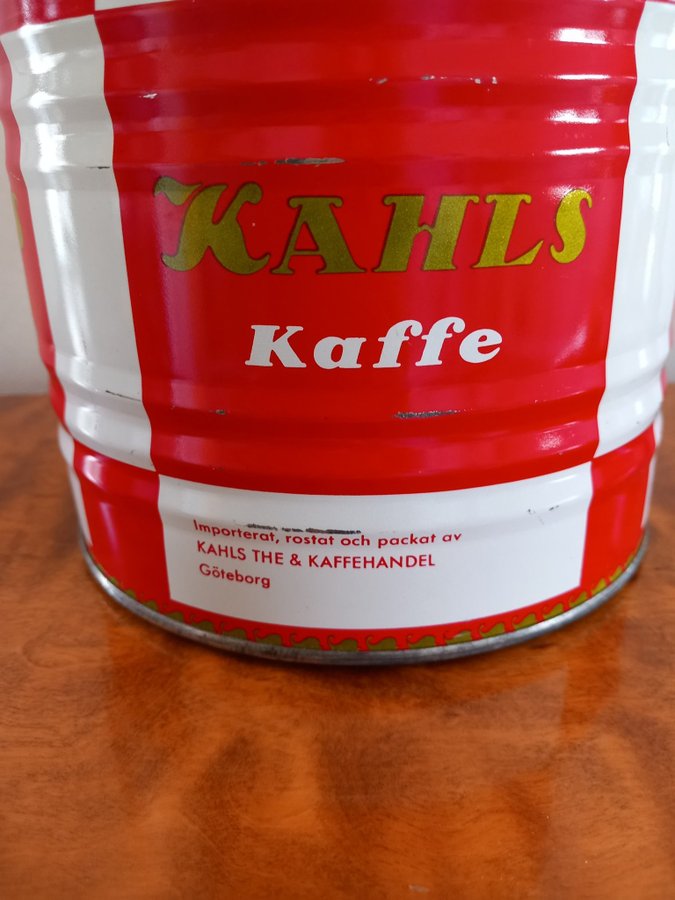 KAHLS
Kaffe
Importerat, rostat och packat av
KAHLS THE & KAFFEHANDEL
Göteborg